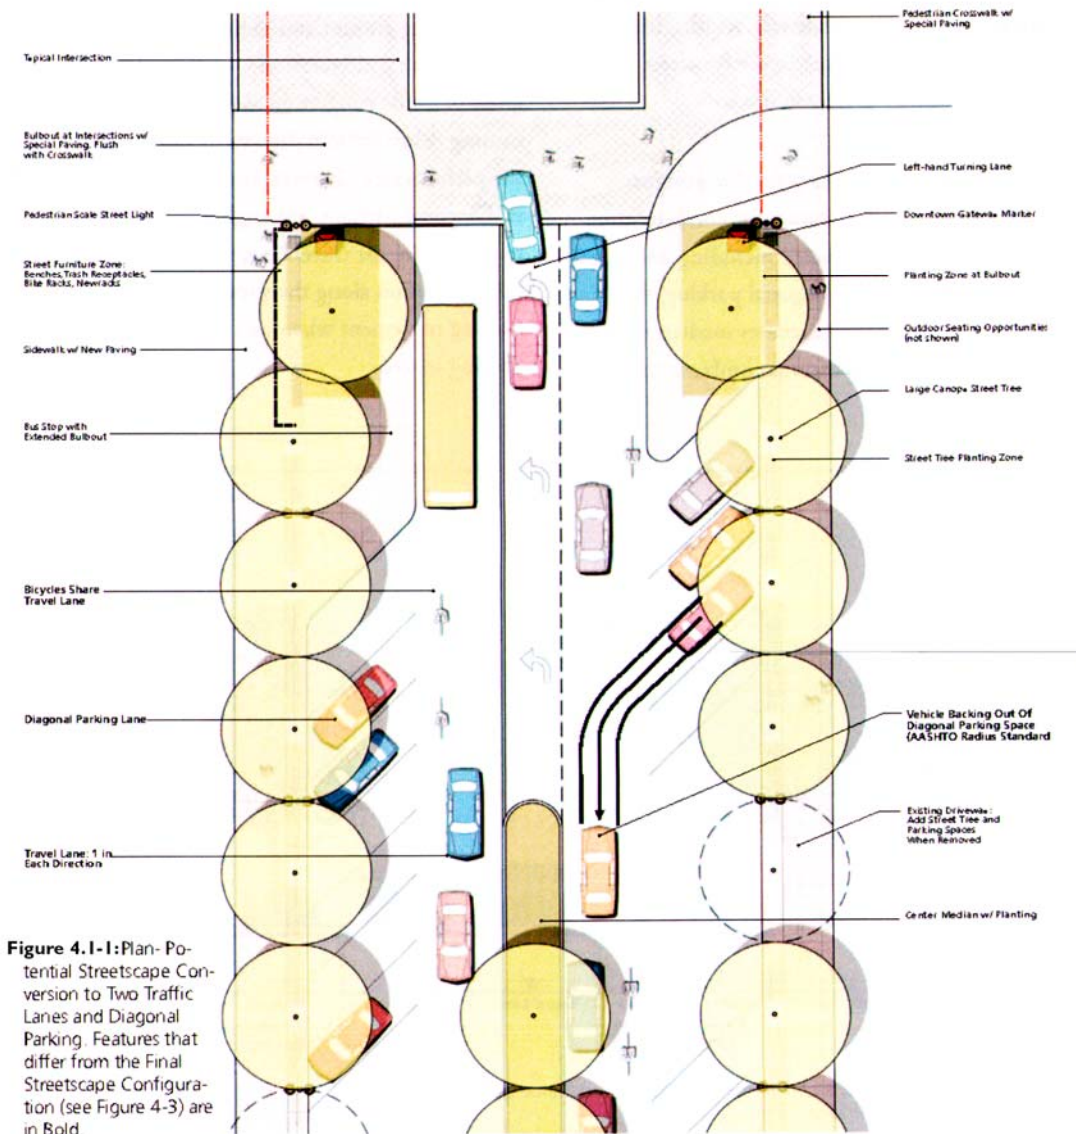 Typical Intersection
Bulbout at Intersections w/
Special Paving, Flush
with Crosswalk
Pedestrian Scale Street Light
Street Furniture Zone:
Benches, Trash Receptacles,
Bike Racks, Newracks
Sidewalk w/ New Paving
Bus Stop with
Extended Bulbout
Bicycles Share
Travel Lane
Diagonal Parking Lane
Travel Lane: 1 in
Each Direction
Pedestrian Crosswalk w/
Special Paving
Left-hand Turning Lane
Downtown Gateway Marker
Planting Zone at Bulbout
Outdoor Seating Opportunities
(not shown)
Large Canopy Street Tree
Street Tree Planting Zone
Vehicle Backing Out Of
Diagonal Parking Space
(AASHTO Radius Standard
Existing Driveway:
Add Street Tree and
Parking Spaces
When Removed
Center Median w/ Planting
Figure 4.1-1: Plan- Po-
tential Streetscape Con-
version to Two Traffic
Lanes and Diagonal
Parking. Features that
differ from the Final
Streetscape Configura-
tion (see Figure 4-3) are
in Bold